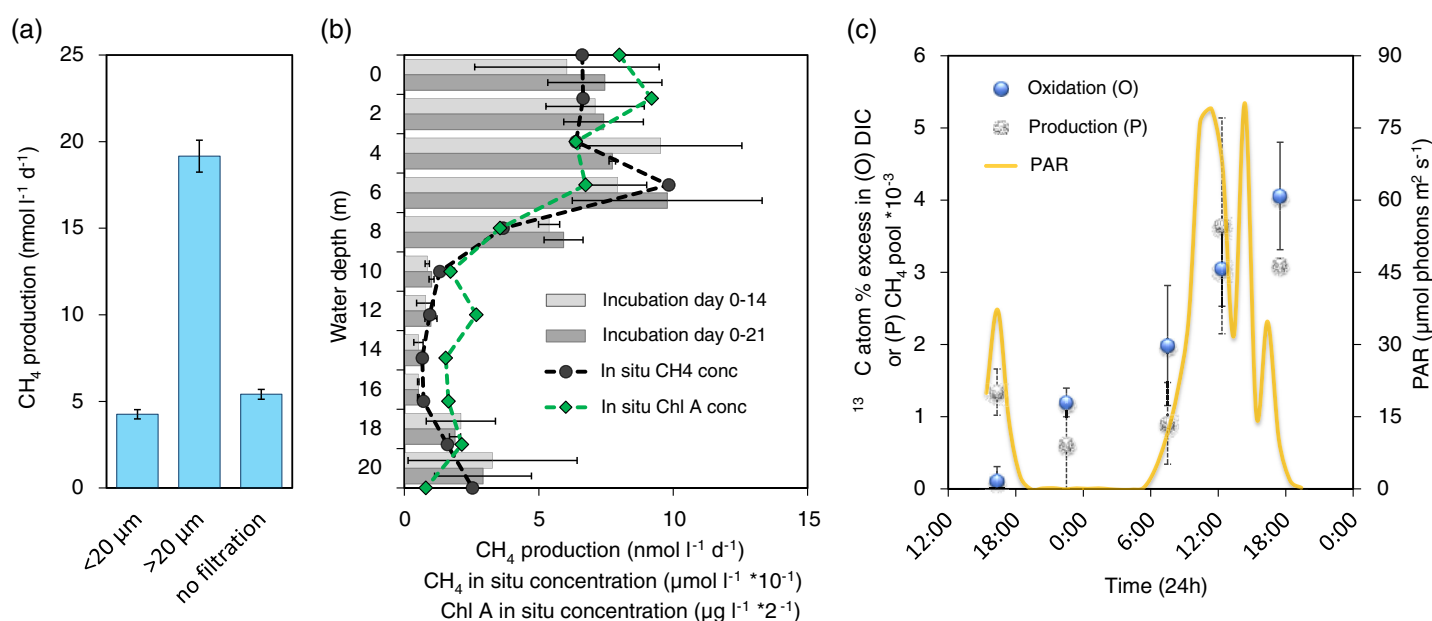 (a)
25
20
15
10
5
0
CH₄ production (nmol l⁻¹ d⁻¹)
<20 µm
>20 µm
no filtration
(b)
Water depth (m)
0
2
4
6
8
10
12
14
16
18
20
Incubation day 0-14
Incubation day 0-21
In situ CH4 conc
In situ Chl A conc
0
5
10
15
CH₄ production (nmol l⁻¹ d⁻¹)
CH₄ in situ concentration (µmol l⁻¹ *10⁻¹)
Chl A in situ concentration (µg l⁻¹ *2⁻¹)
(c)
¹³C atom % excess in (O) DIC
or (P) CH₄ pool *10⁻³
6
5
4
3
2
1
0
Oxidation (O)
Production (P)
PAR
90
75
60
45
30
15
0
PAR (µmol photons m² s⁻¹)
12:00
18:00
0:00
6:00
12:00
18:00
0:00
Time (24h)